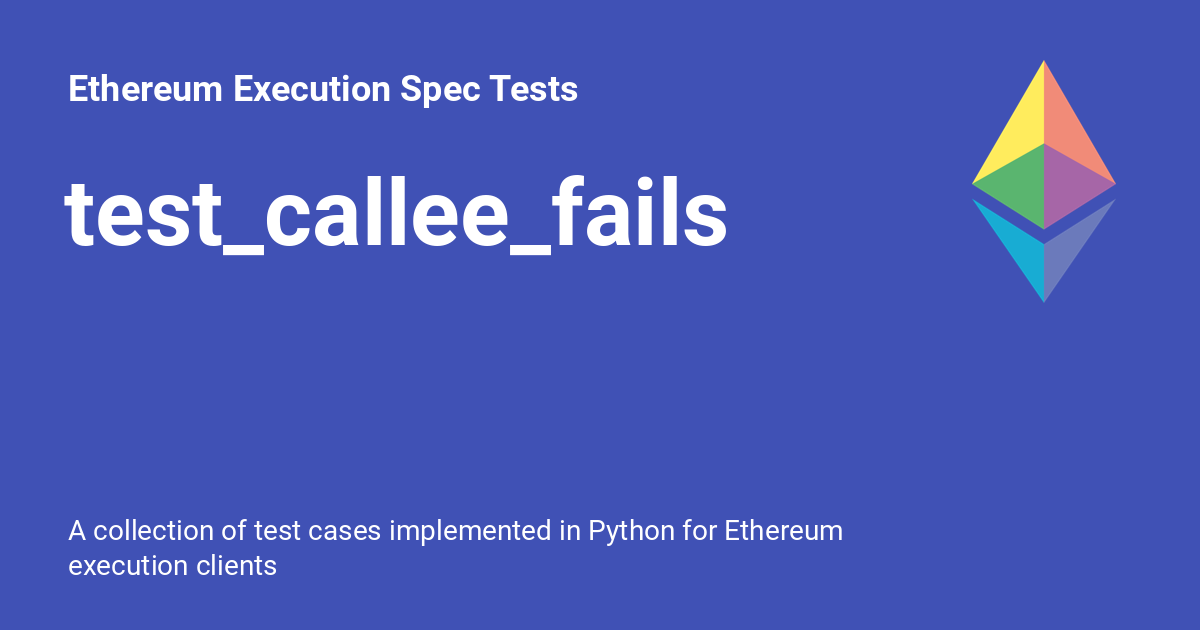 Ethereum Execution Spec Tests
test_callee_fails
A collection of test cases implemented in Python for Ethereum
execution clients